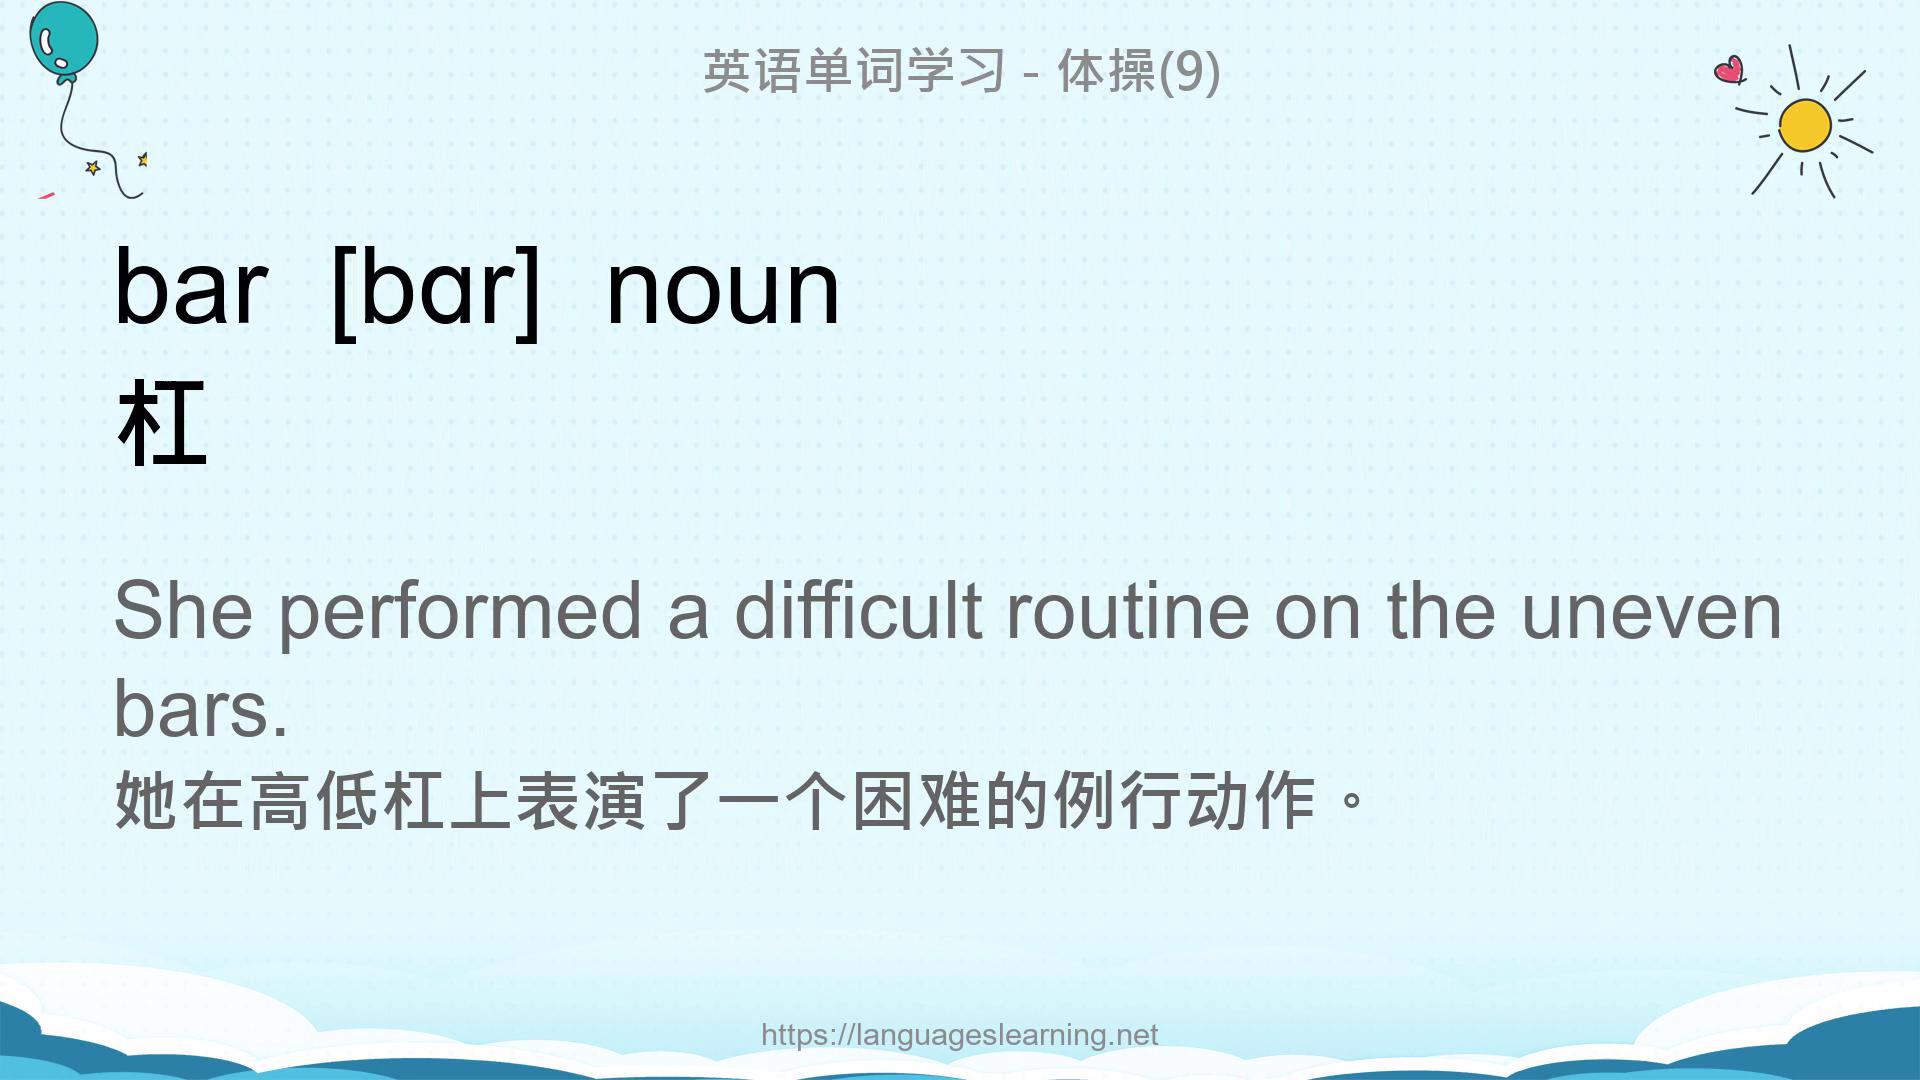 英语单词学习 - 体操(9)
bar [bɑr] noun
杠
She performed a difficult routine on the uneven
bars.
她在高低杠上表演了一个困难的例行动作。
https://languageslearning.net